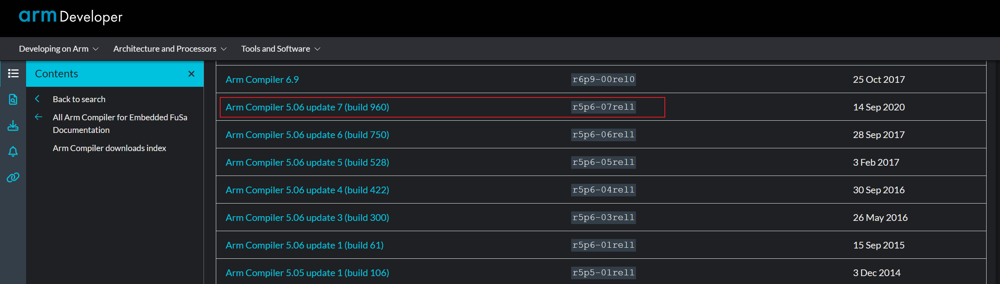 arm Developer
Developing on Arm
Architecture and Processors
Tools and Software
Contents
Back to search
All Arm Compiler for Embedded FuSa
Documentation
Arm Compiler downloads index
Arm Compiler 6.9 r6p9-00rel0 25 Oct 2017
Arm Compiler 5.06 update 7 (build 960) r5p6-07rel1 14 Sep 2020
Arm Compiler 5.06 update 6 (build 750) r5p6-06rel1 28 Sep 2017
Arm Compiler 5.06 update 5 (build 528) r5p6-05rel1 3 Feb 2017
Arm Compiler 5.06 update 4 (build 422) r5p6-04rel1 30 Sep 2016
Arm Compiler 5.06 update 3 (build 300) r5p6-03rel1 26 May 2016
Arm Compiler 5.06 update 1 (build 61) r5p6-01rel1 15 Sep 2015
Arm Compiler 5.05 update 1 (build 106) r5p5-01rel1 3 Dec 2014